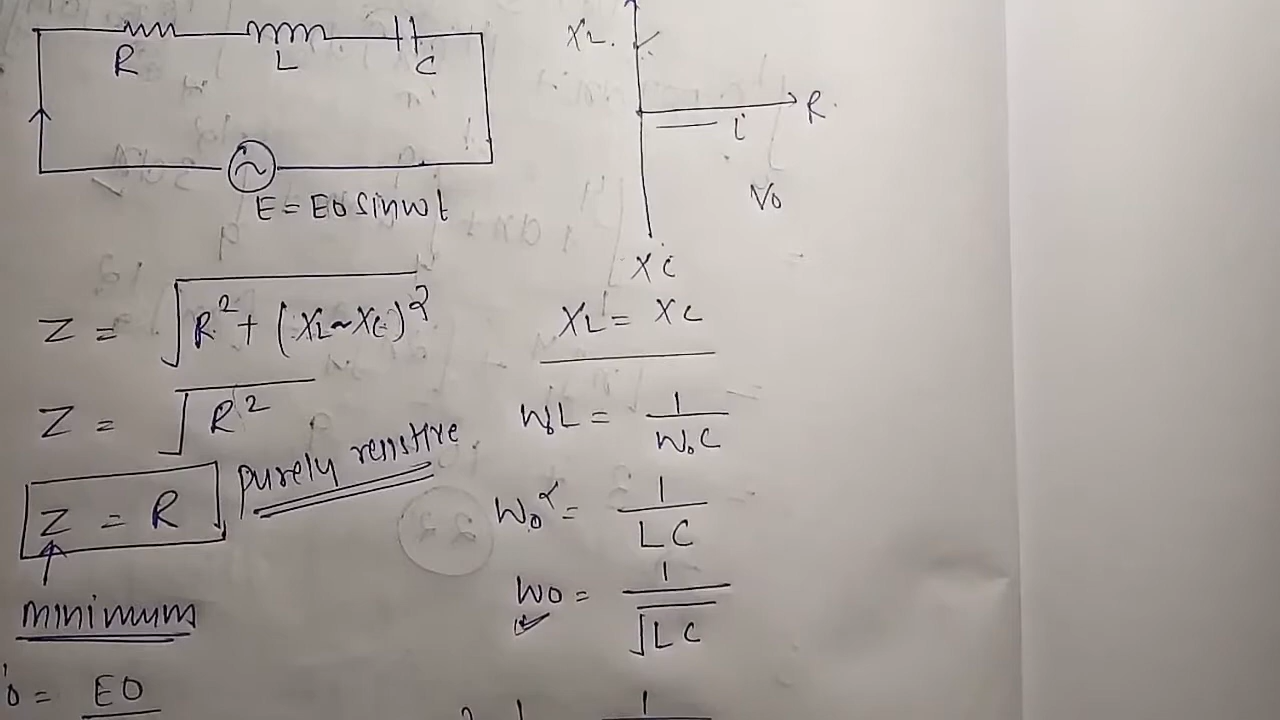 R L C
E = E0 sinwt
XL
R
i
V0
XC
Z = √R² + (XL ~ XC)²
Z = √R²
Z = R
purely resistive
minimum
i0 = E0
XL = XC
W0L = 1/W0C
W0² = 1/LC
W0 = 1/√LC